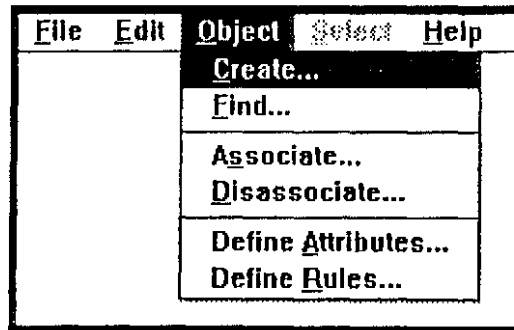 File Edit Object Select Help
Create...
Find...
Associate...
Disassociate...
Define Attributes...
Define Rules...